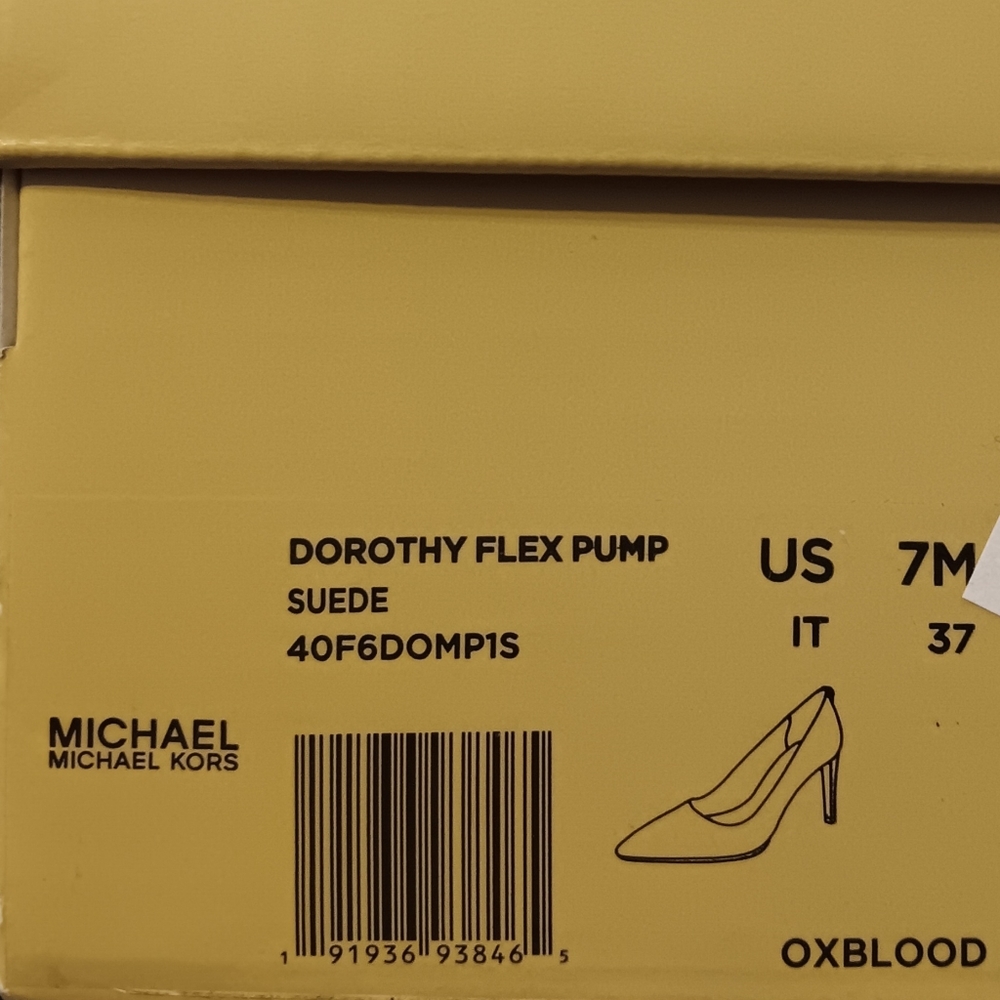 DOROTHY FLEX PUMP
SUEDE
40F6DOMP1S
US 7M
IT 37
MICHAEL
MICHAEL KORS
1 91936 93846 5
OXBLOOD